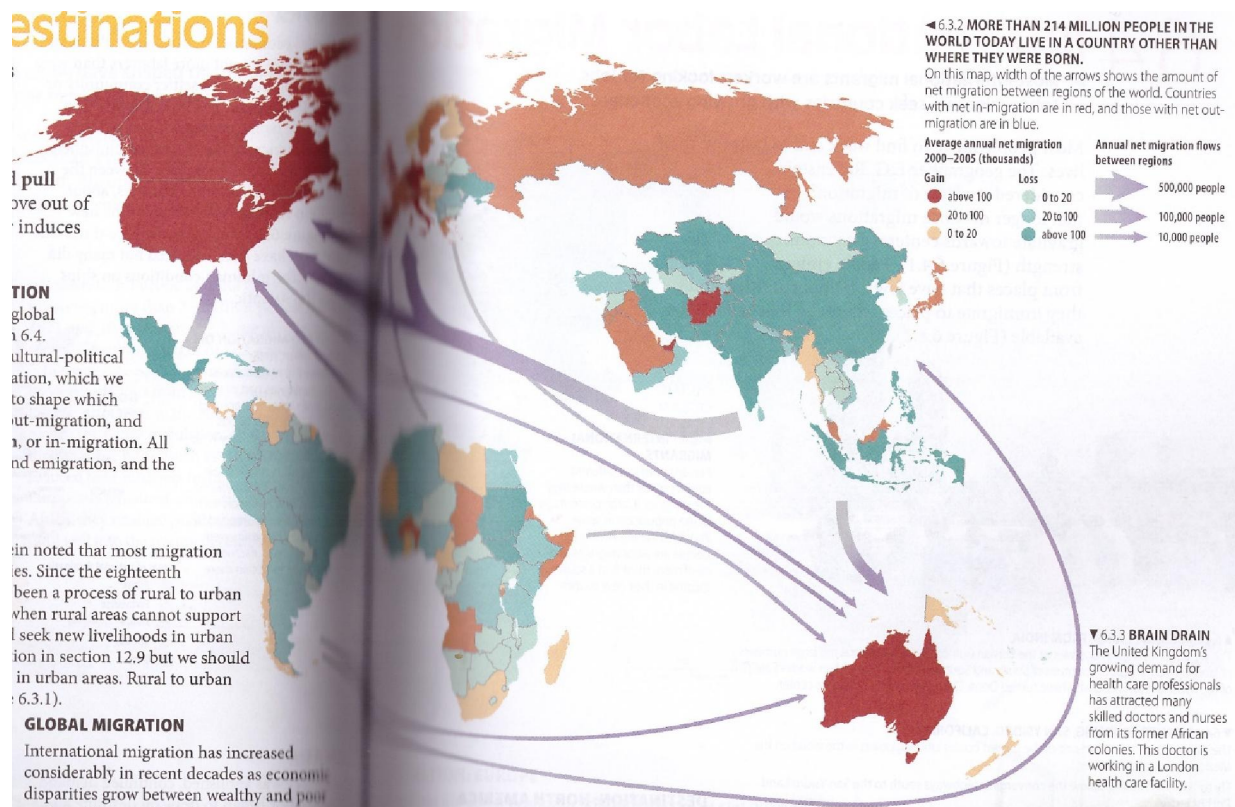 estinations
l pull
ove out of
induces
TION
global
6.4.
ultural-political
ation, which we
to shape which
out-migration, and
, or in-migration. All
nd emigration, and the
ein noted that most migration
es. Since the eighteenth
been a process of rural to urban
when rural areas cannot support
l seek new livelihoods in urban
ion in section 12.9 but we should
in urban areas. Rural to urban
6.3.1).
GLOBAL MIGRATION
International migration has increased
considerably in recent decades as economic
disparities grow between wealthy and poor
◄ 6.3.2 MORE THAN 214 MILLION PEOPLE IN THE
WORLD TODAY LIVE IN A COUNTRY OTHER THAN
WHERE THEY WERE BORN.
On this map, width of the arrows shows the amount of
net migration between regions of the world. Countries
with net in-migration are in red, and those with net out-
migration are in blue.
Average annual net migration
2000–2005 (thousands)
Gain Loss
above 100 0 to 20
20 to 100 20 to 100
0 to 20 above 100
Annual net migration flows
between regions
500,000 people
100,000 people
10,000 people
▼ 6.3.3 BRAIN DRAIN
The United Kingdom's
growing demand for
health care professionals
has attracted many
skilled doctors and nurses
from its former African
colonies. This doctor is
working in a London
health care facility.